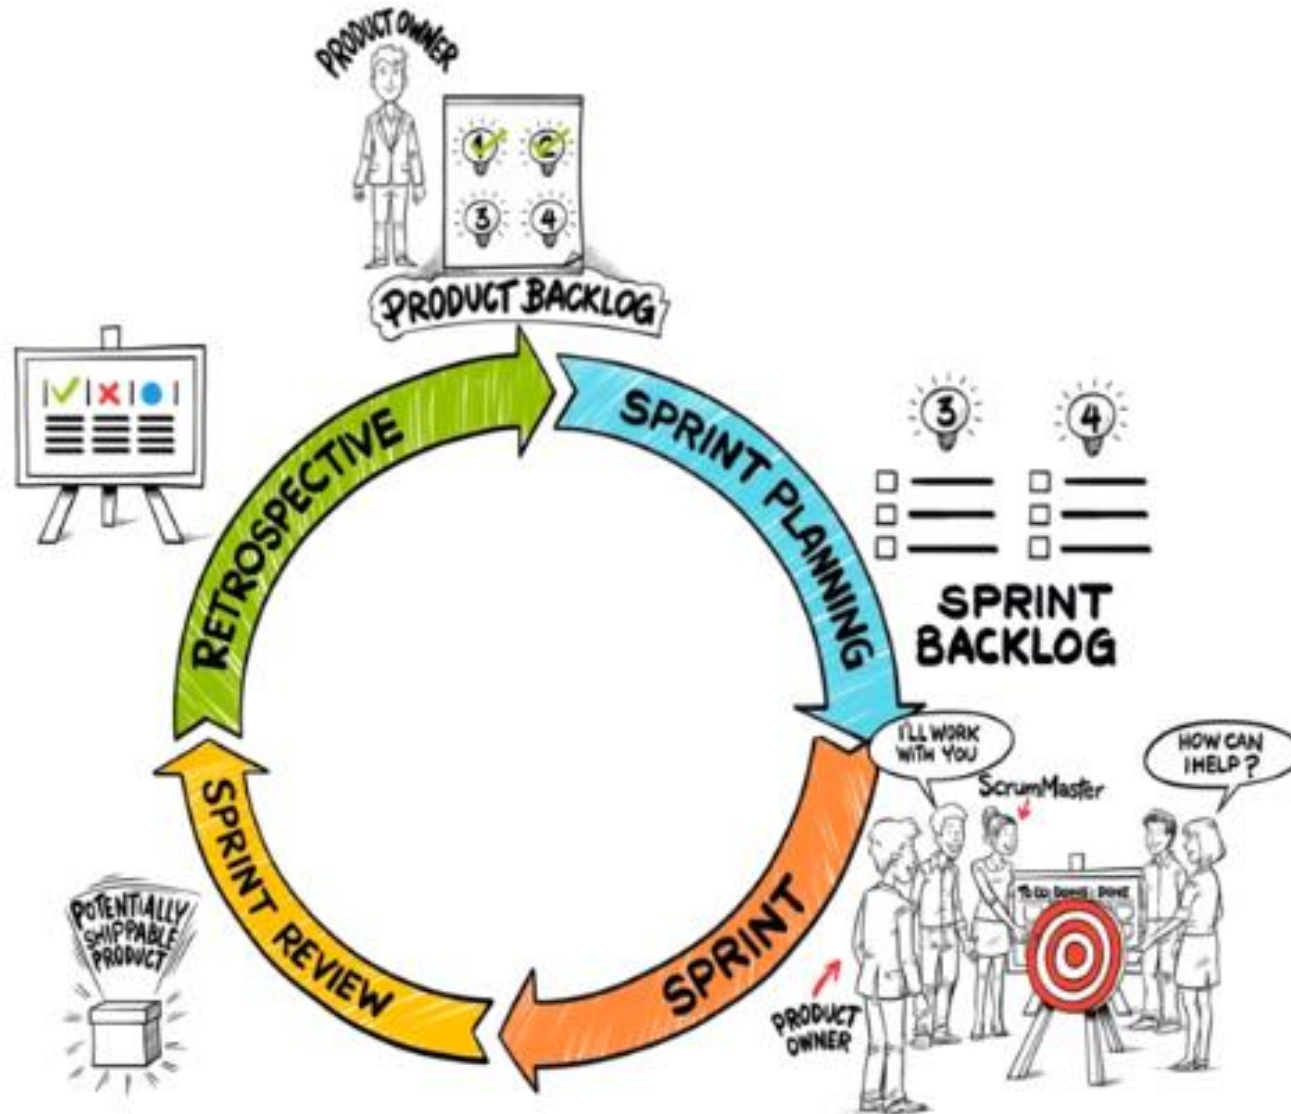 PRODUCT OWNER
1 2
3 4
PRODUCT BACKLOG
RETROSPECTIVE
SPRINT PLANNING
3 4
SPRINT
BACKLOG
I'LL WORK
WITH YOU
HOW CAN
I HELP?
ScrumMaster
TO DO DOING DONE
SPRINT REVIEW
SPRINT
POTENTIALLY
SHIPPABLE
PRODUCT
PRODUCT
OWNER